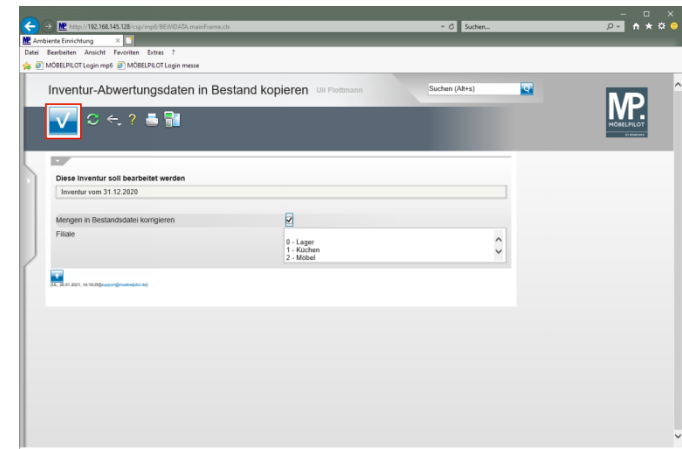 http://192.168.145.128/csp/mp6/BEWIDATA.mainFrame.cls
Suchen...
Ambiente Einrichtung
Datei Bearbeiten Ansicht Favoriten Extras ?
MÖBELPILOT Login mp6 MÖBELPILOT Login messe
Inventur-Abwertungsdaten in Bestand kopieren Uli Flottmann
Suchen (Alt+s)
MP.
MÖBELPILOT
Diese Inventur soll bearbeitet werden
Inventur vom 31.12.2020
Mengen in Bestandsdatei korrigieren
Filiale
0 - Lager
1 - Küchen
2 - Möbel